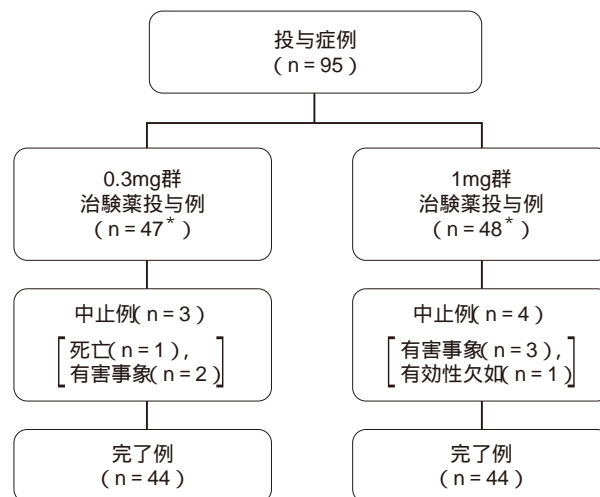 投与症例
(n=95)
0.3mg群
治験薬投与例
(n=47*)
1mg群
治験薬投与例
(n=48*)
中止例(n=3)
死亡(n=1),
有害事象(n=2)
中止例(n=4)
有害事象(n=3),
有効性欠如(n=1)
完了例
(n=44)
完了例
(n=44)